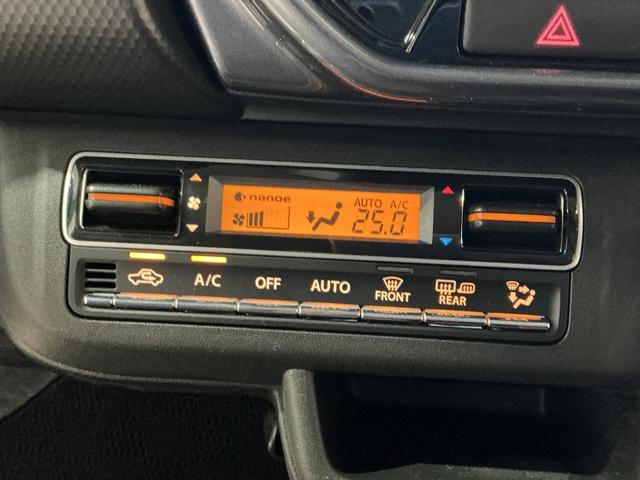 nanoe
AUTO A/C
25.0
A/C
OFF
AUTO
FRONT
REAR